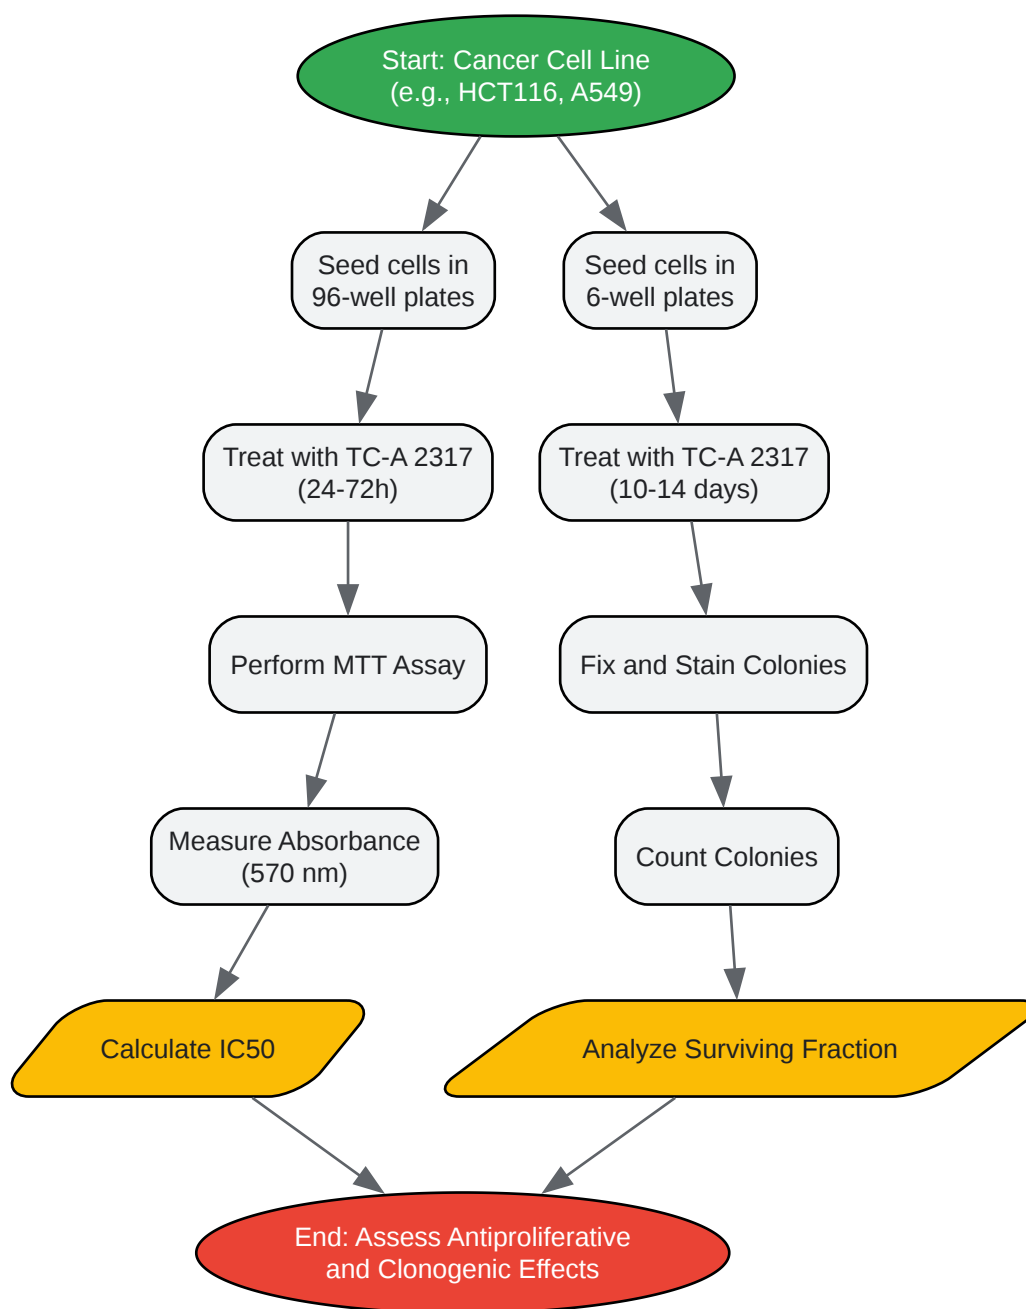 Start: Cancer Cell Line
(e.g., HCT116, A549)
Seed cells in
96-well plates
Seed cells in
6-well plates
Treat with TC-A 2317
(24-72h)
Treat with TC-A 2317
(10-14 days)
Perform MTT Assay
Fix and Stain Colonies
Measure Absorbance
(570 nm)
Count Colonies
Calculate IC50
Analyze Surviving Fraction
End: Assess Antiproliferative
and Clonogenic Effects